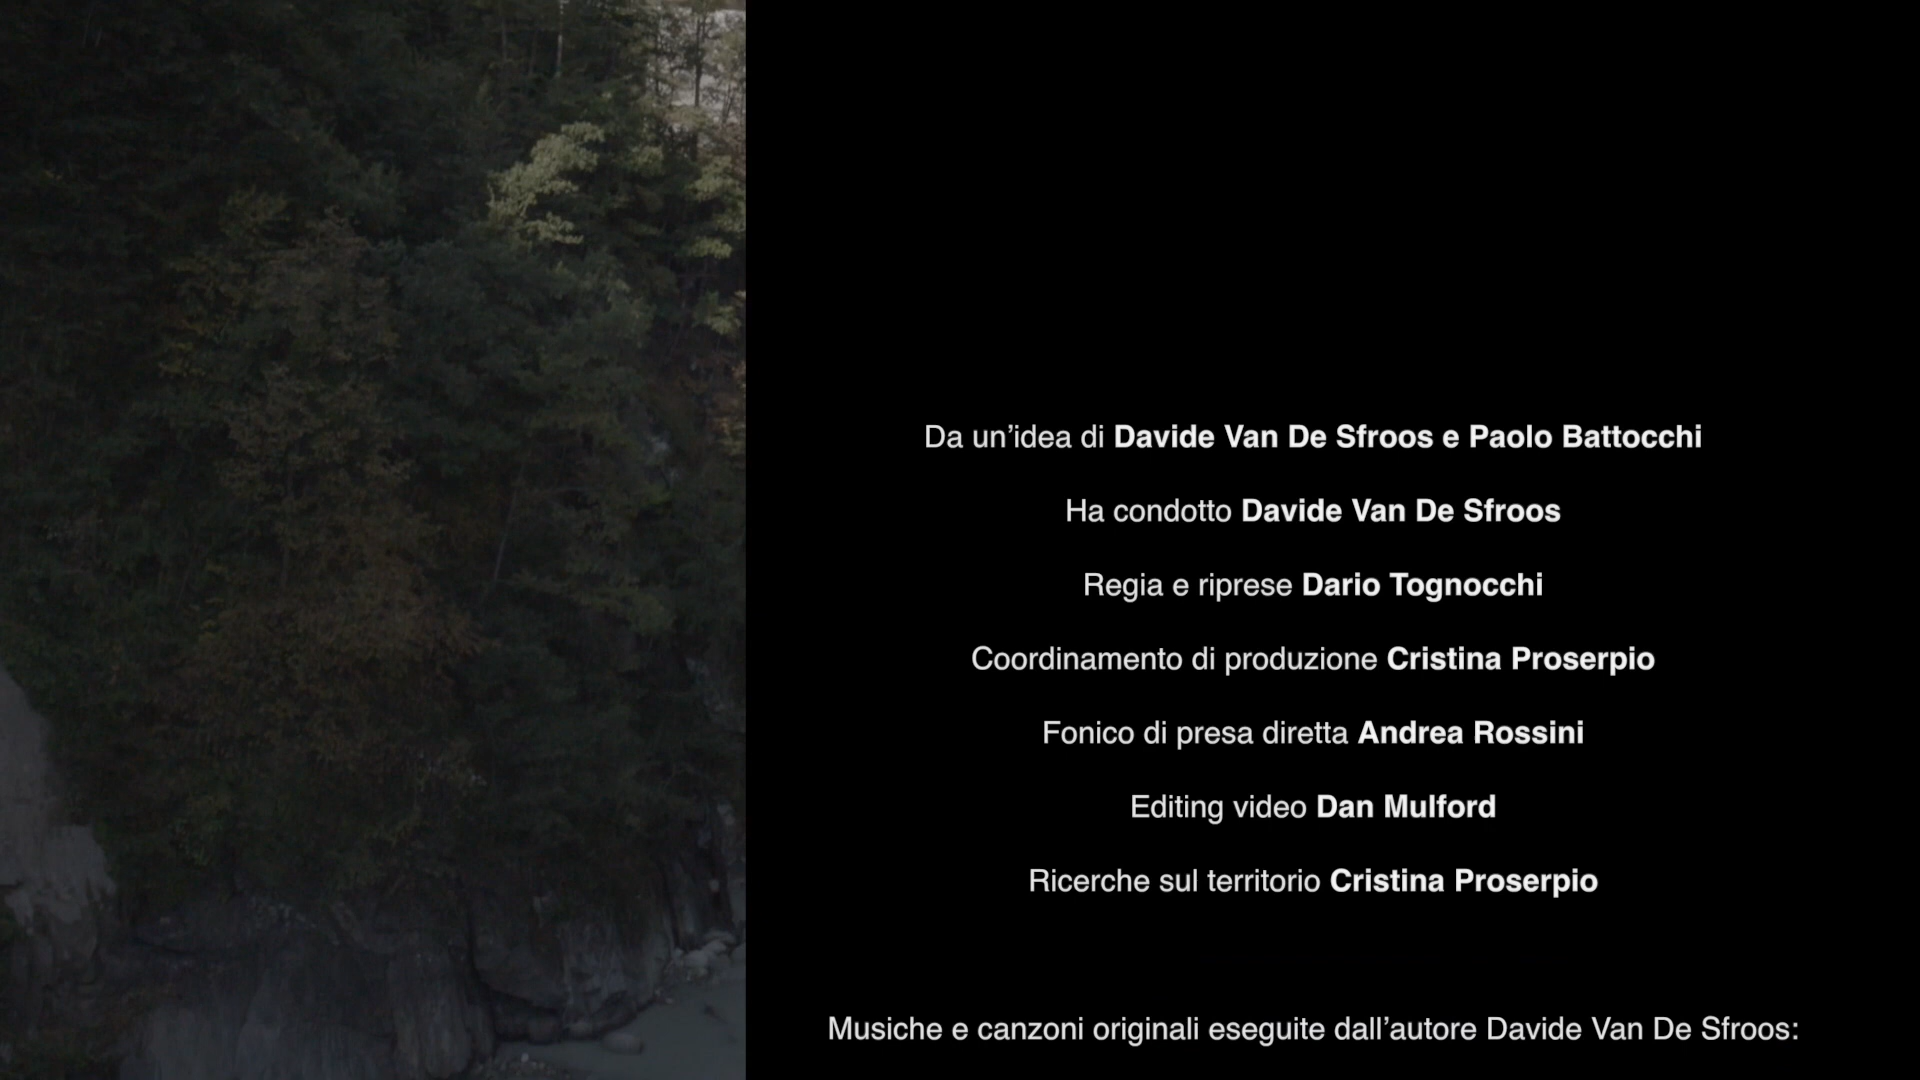 Da un’idea di Davide Van De Sfroos e Paolo Battocchi
Ha condotto Davide Van De Sfroos
Regia e riprese Dario Tognocchi
Coordinamento di produzione Cristina Proserpio
Fonico di presa diretta Andrea Rossini
Editing video Dan Mulford
Ricerche sul territorio Cristina Proserpio
Musiche e canzoni originali eseguite dall’autore Davide Van De Sfroos: